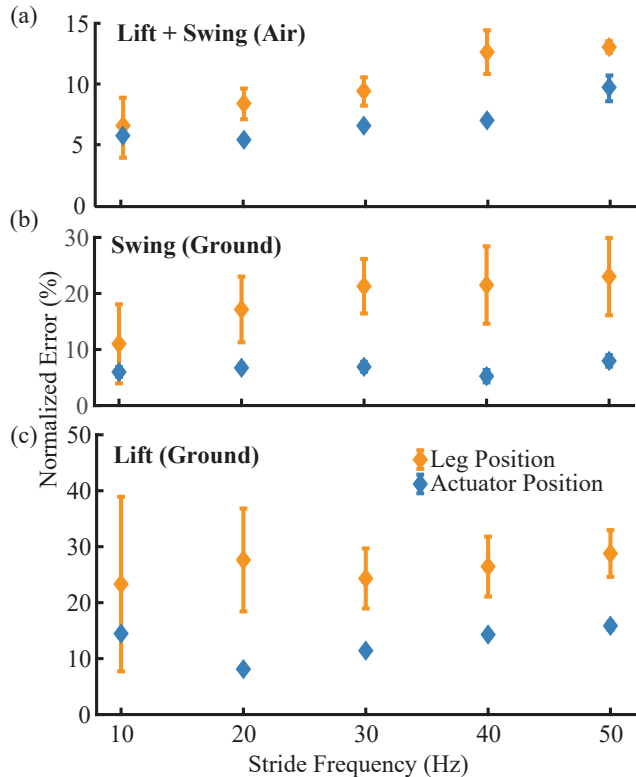 (a)
Lift + Swing (Air)
15
10
5
0
(b)
Swing (Ground)
30
20
10
0
Normalized Error (%)
(c)
Lift (Ground)
50
40
30
20
10
0
Leg Position
Actuator Position
10 20 30 40 50
Stride Frequency (Hz)